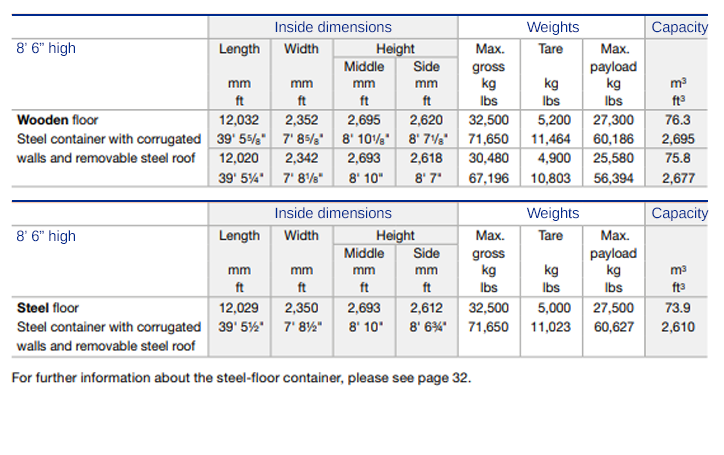 Inside dimensions Weights Capacity
8' 6” high Length Width Height Max. Tare Max.
Middle Side gross payload
mm mm mm mm kg kg kg m³
ft ft ft ft lbs lbs lbs ft³
Wooden floor 12,032 2,352 2,695 2,620 32,500 5,200 27,300 76.3
Steel container with corrugated 39' 5⅝" 7' 8⅝" 8' 10⅛" 8' 7⅛" 71,650 11,464 60,186 2,695
walls and removable steel roof 12,020 2,342 2,693 2,618 30,480 4,900 25,580 75.8
39' 5¼" 7' 8⅛" 8' 10" 8' 7" 67,196 10,803 56,394 2,677
Inside dimensions Weights Capacity
8' 6” high Length Width Height Max. Tare Max.
Middle Side gross payload
mm mm mm mm kg kg kg m³
ft ft ft ft lbs lbs lbs ft³
Steel floor 12,029 2,350 2,693 2,612 32,500 5,000 27,500 73.9
Steel container with corrugated 39' 5½" 7' 8½" 8' 10" 8' 6¾" 71,650 11,023 60,627 2,610
walls and removable steel roof
For further information about the steel-floor container, please see page 32.